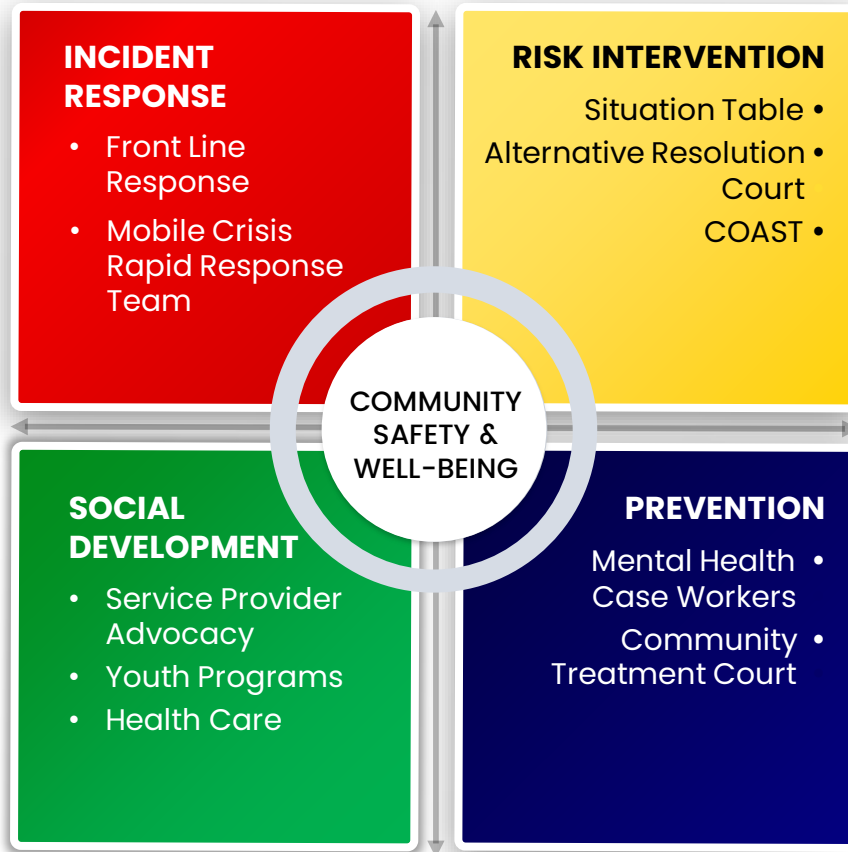 INCIDENT
RESPONSE
• Front Line
Response
• Mobile Crisis
Rapid Response
Team
RISK INTERVENTION
Situation Table •
Alternative Resolution •
Court
COAST •
COMMUNITY
SAFETY &
WELL-BEING
SOCIAL
DEVELOPMENT
• Service Provider
Advocacy
• Youth Programs
• Health Care
PREVENTION
Mental Health •
Case Workers
Community •
Treatment Court